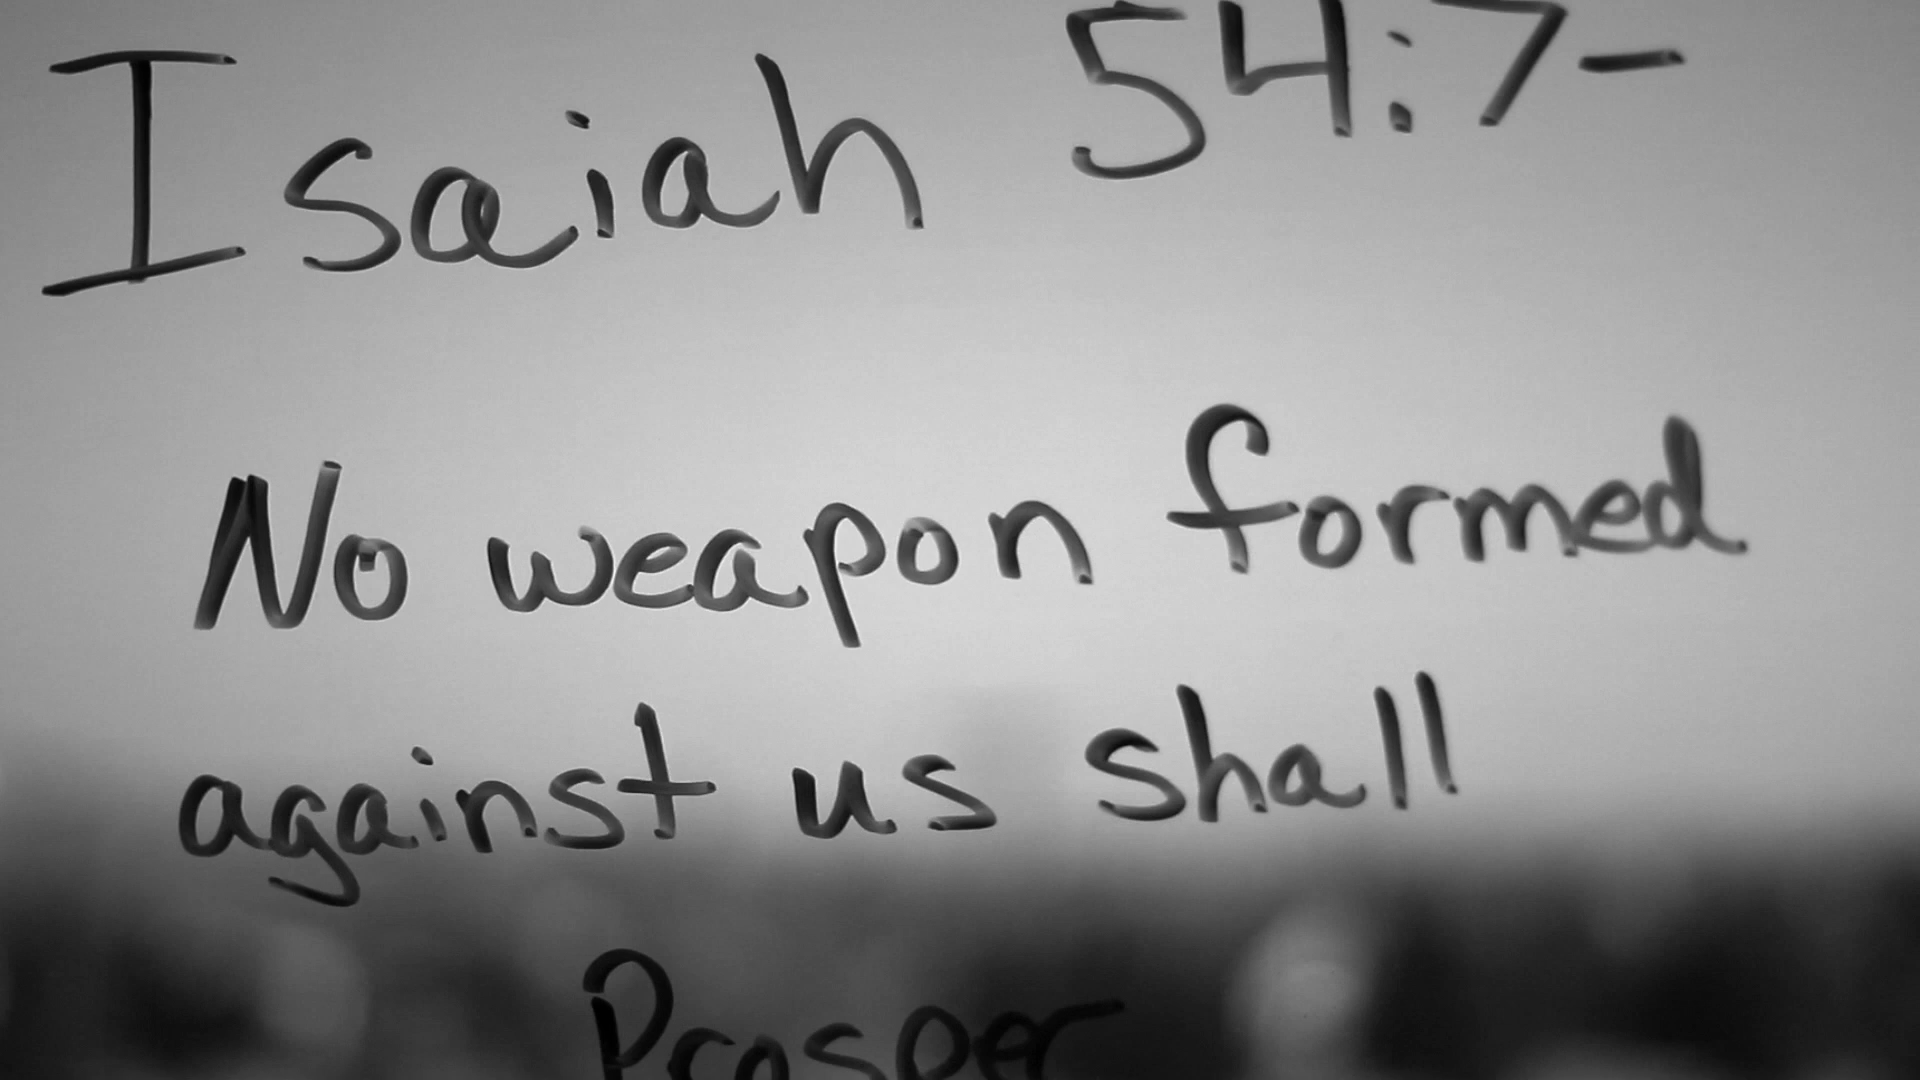 Isaiah 54:7-
No weapon formed
against us shall
Prosper